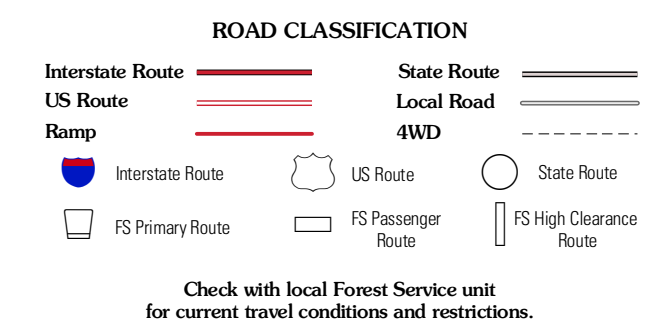 ROAD CLASSIFICATION
Interstate Route
State Route
US Route
Local Road
Ramp
4WD
Interstate Route
US Route
State Route
FS Primary Route
FS Passenger
Route
FS High Clearance
Route
Check with local Forest Service unit
for current travel conditions and restrictions.